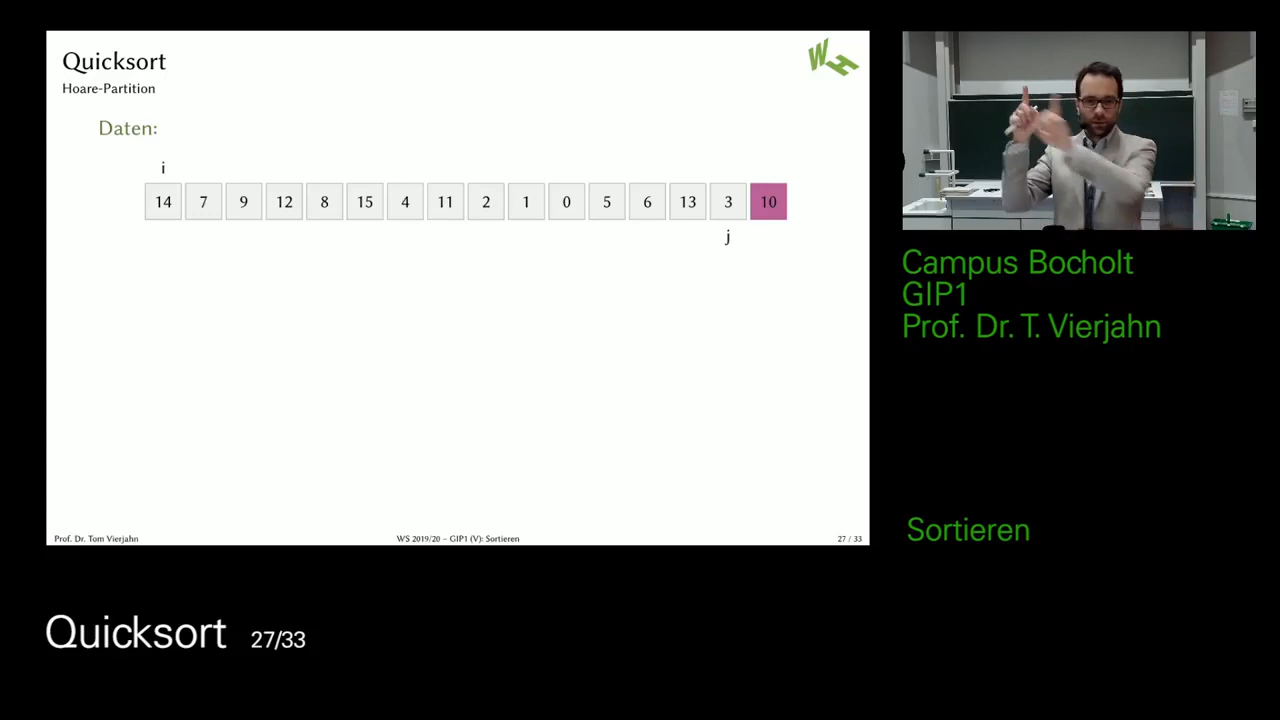 Quicksort
Hoare-Partition
WH
Daten:
i
14 7 9 12 8 15 4 11 2 1 0 5 6 13 3 10
j
Prof. Dr. Tom Vierjahn WS 2019/20 – GIP1 (V): Sortieren 27 / 33
Campus Bocholt
GIP1
Prof. Dr. T. Vierjahn
Sortieren
Quicksort 27/33